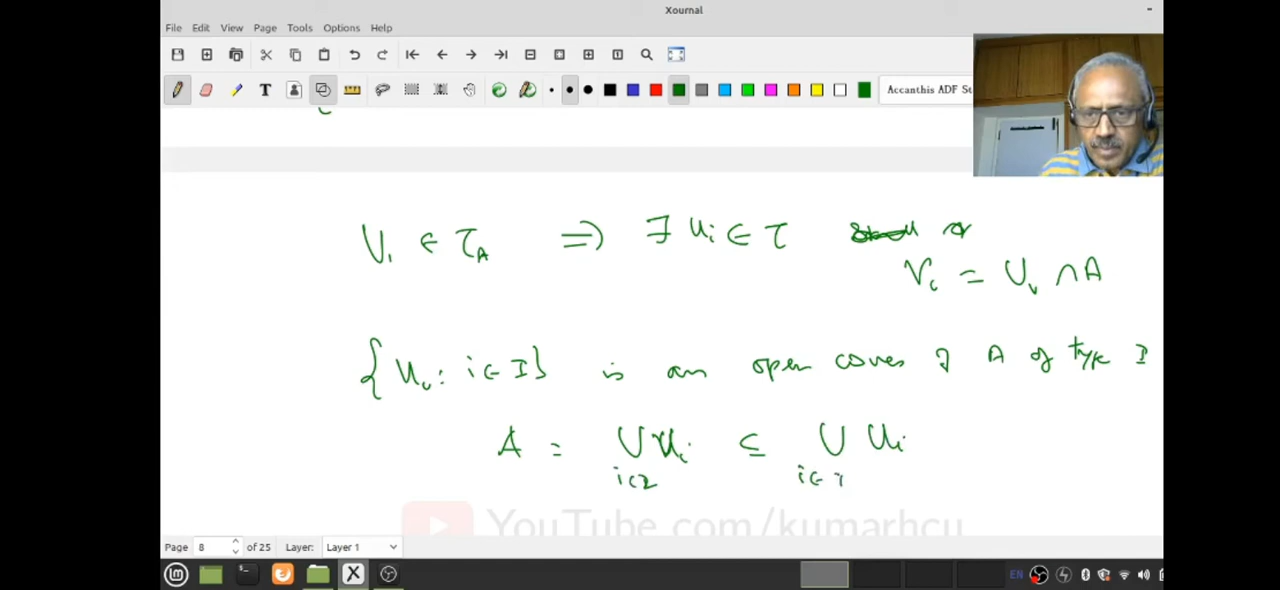 Xournal
File Edit View Page Tools Options Help
Accanthis ADF St
V_i ∈ τ_A ⇒ ∃ U_i ∈ τ
V_i = U_i ∩ A
{U_i : i ∈ I} is an open cover of A of type I
A = ∪ V_i ⊆ ∪ U_i
i∈I i∈I
YouTube.com/kumarhcu
Page 8 of 25 Layer: Layer 1
EN